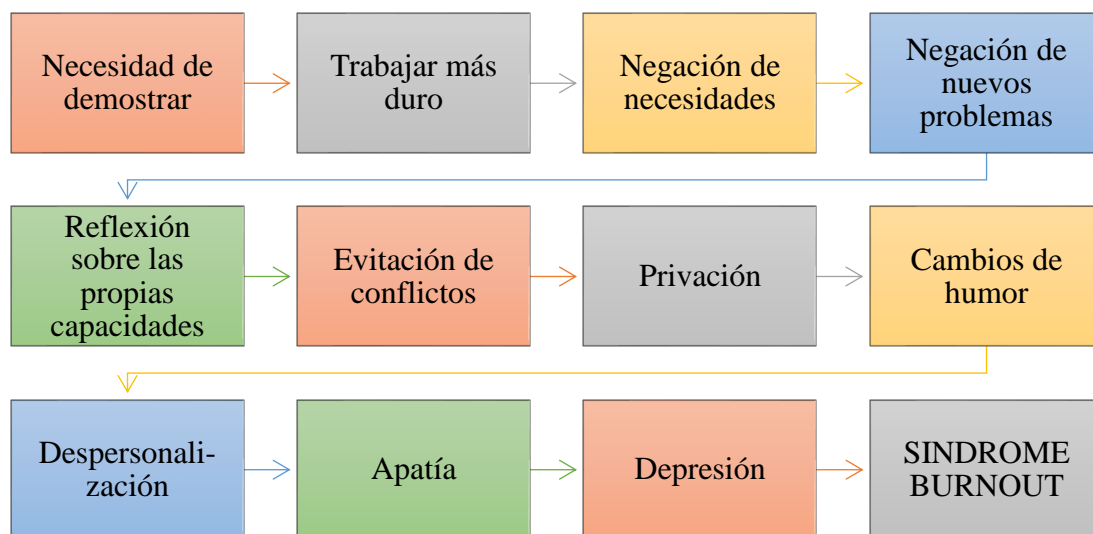 Necesidad de
demostrar
Trabajar más
duro
Negación de
necesidades
Negación de
nuevos
problemas
Reflexión
sobre las
propias
capacidades
Evitación de
conflictos
Privación
Cambios de
humor
Despersonali-
zación
Apatía
Depresión
SINDROME
BURNOUT